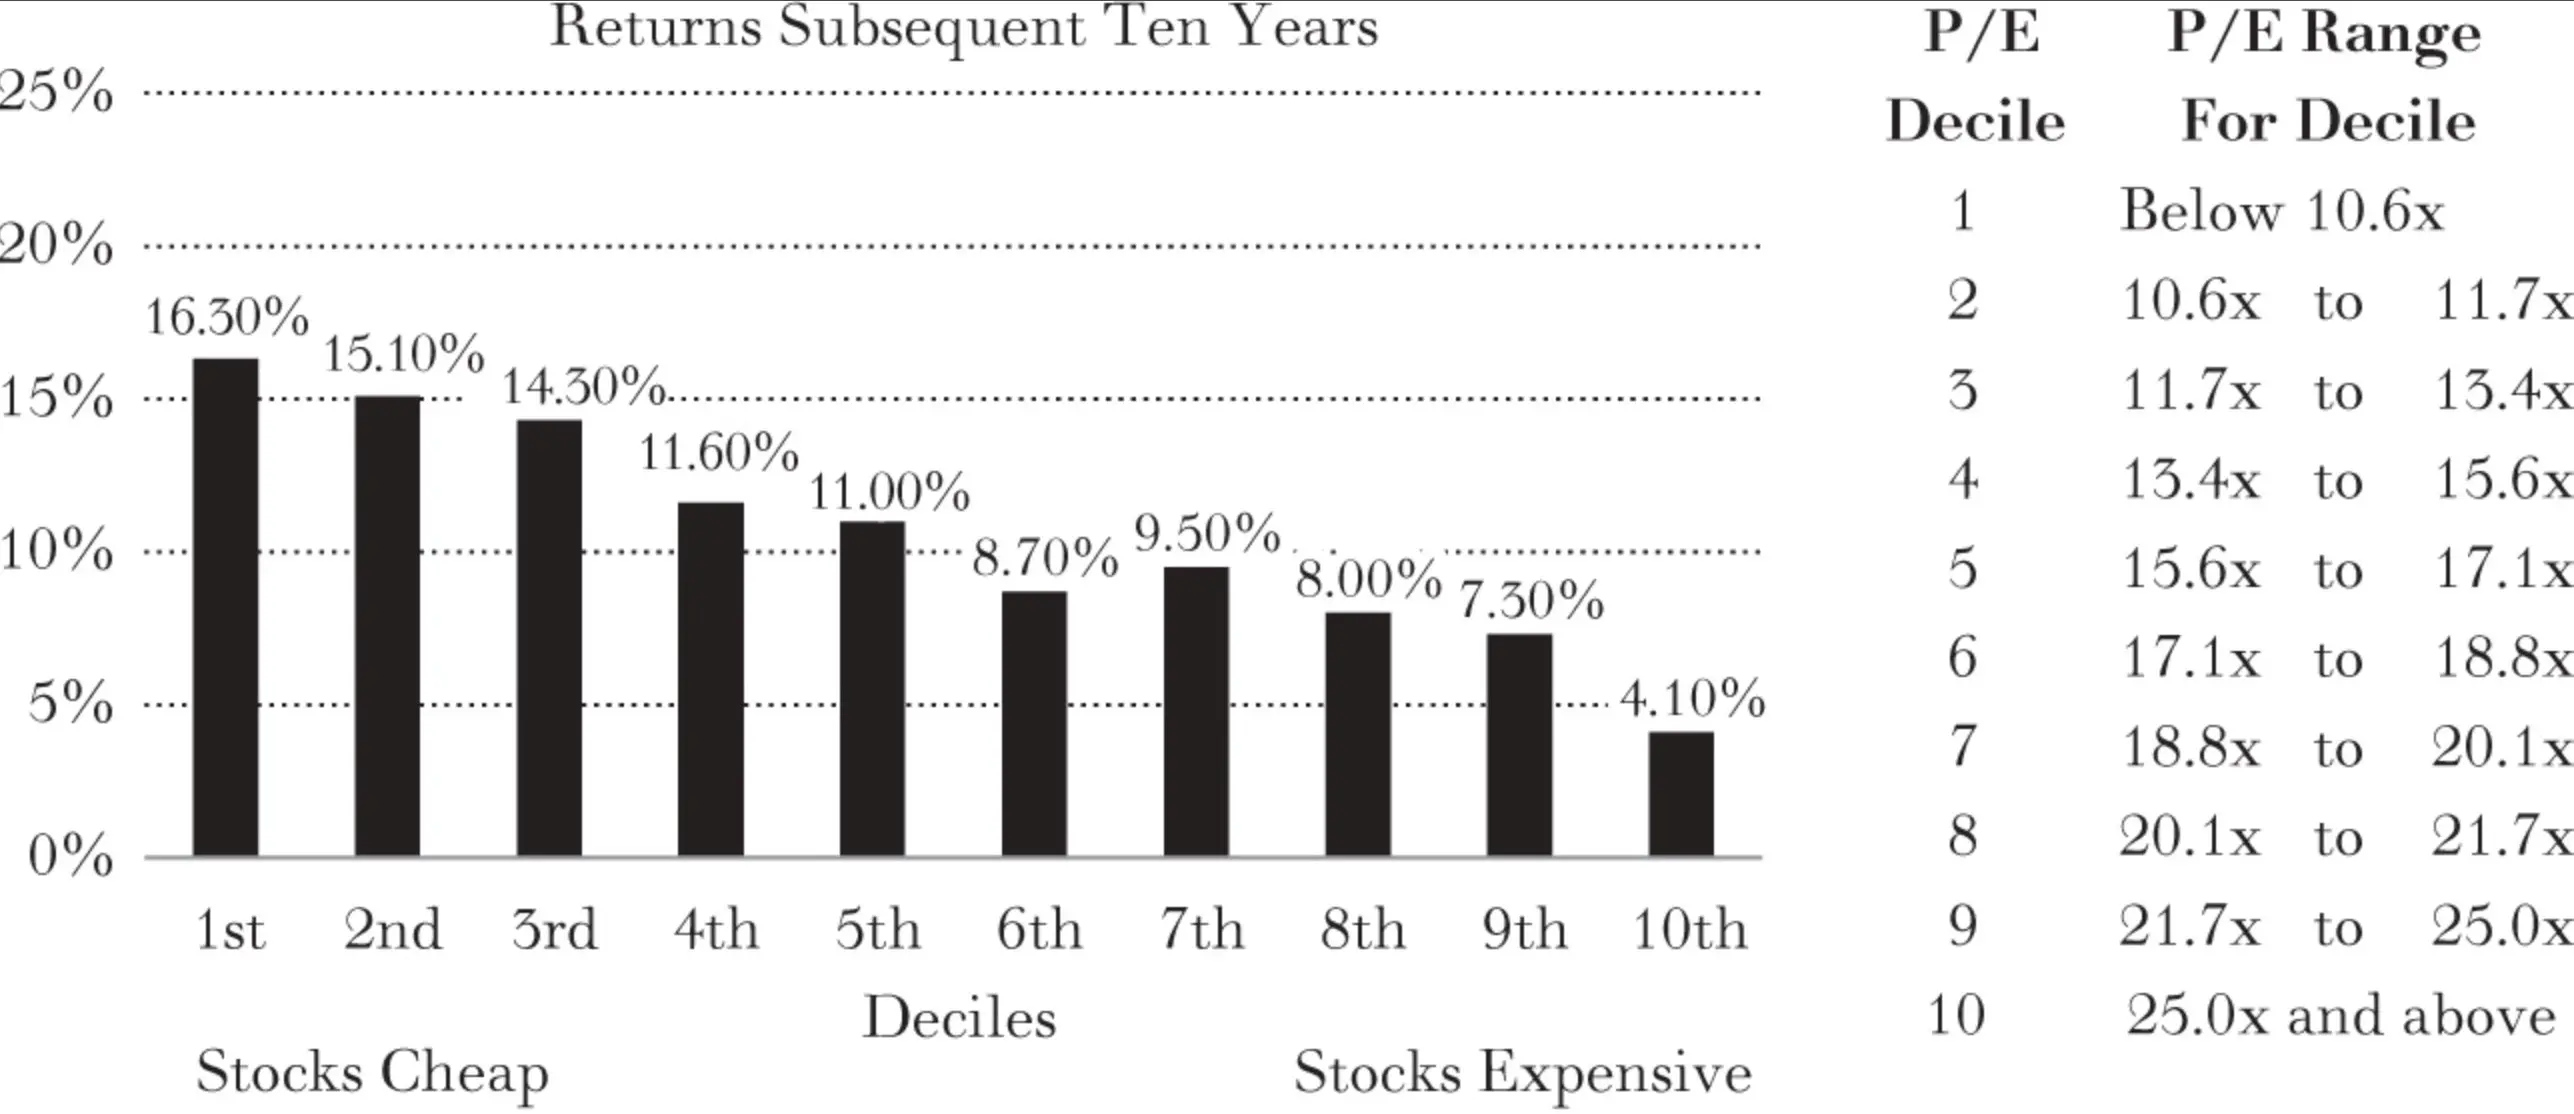 Returns Subsequent Ten Years
25%
20%
15%
10%
5%
0%
16.30%
15.10%
14.30%
11.60%
11.00%
8.70%
9.50%
8.00%
7.30%
4.10%
1st 2nd 3rd 4th 5th 6th 7th 8th 9th 10th
Deciles
Stocks Cheap Stocks Expensive
P/E P/E Range
Decile For Decile
1 Below 10.6x
2 10.6x to 11.7x
3 11.7x to 13.4x
4 13.4x to 15.6x
5 15.6x to 17.1x
6 17.1x to 18.8x
7 18.8x to 20.1x
8 20.1x to 21.7x
9 21.7x to 25.0x
10 25.0x and above